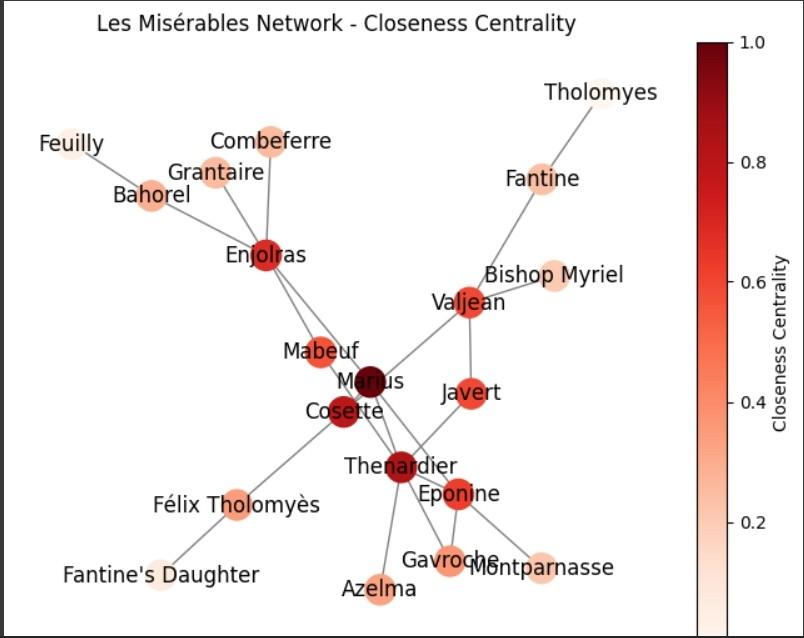 Les Misérables Network - Closeness Centrality
1.0
Tholomyes
Feuilly
Combeferre
Grantaire
0.8
Fantine
Bahorel
Enjolras
Bishop Myriel
0.6
Valjean
Mabeuf
Marius
Javert
Cosette
0.4
Closeness Centrality
Thenardier
Eponine
Félix Tholomyès
0.2
Gavroche
Montparnasse
Fantine's Daughter
Azelma